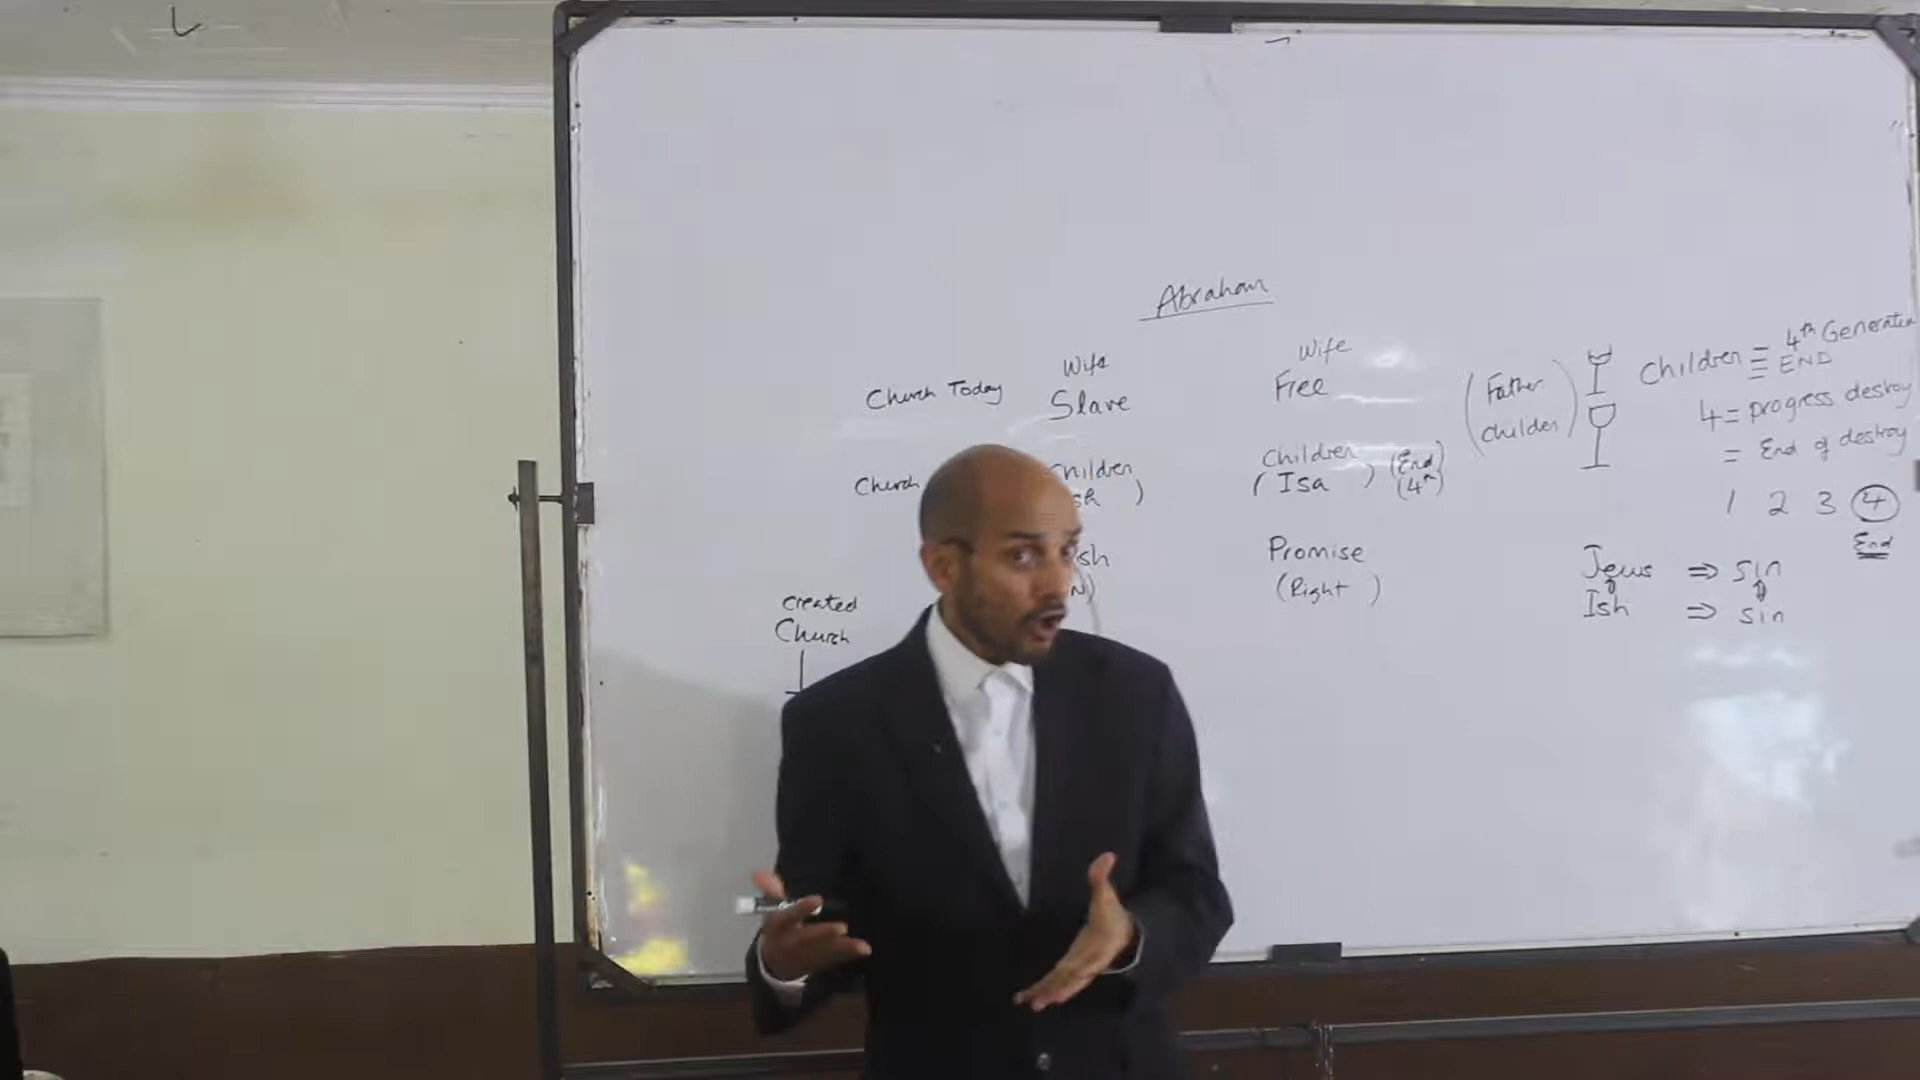 Abraham
Wife
Wife
Church Today
Slave
Free
Church
Children
Children
( Isa ) (End
(4th)
Promise
(Right )
created
Church
(Father
Childen)
Children = 4th Generation
= END
4 = progress destroy
= End of destroy
1 2 3 4
End
Jews ⇒ Sin
Ish ⇒ Sin